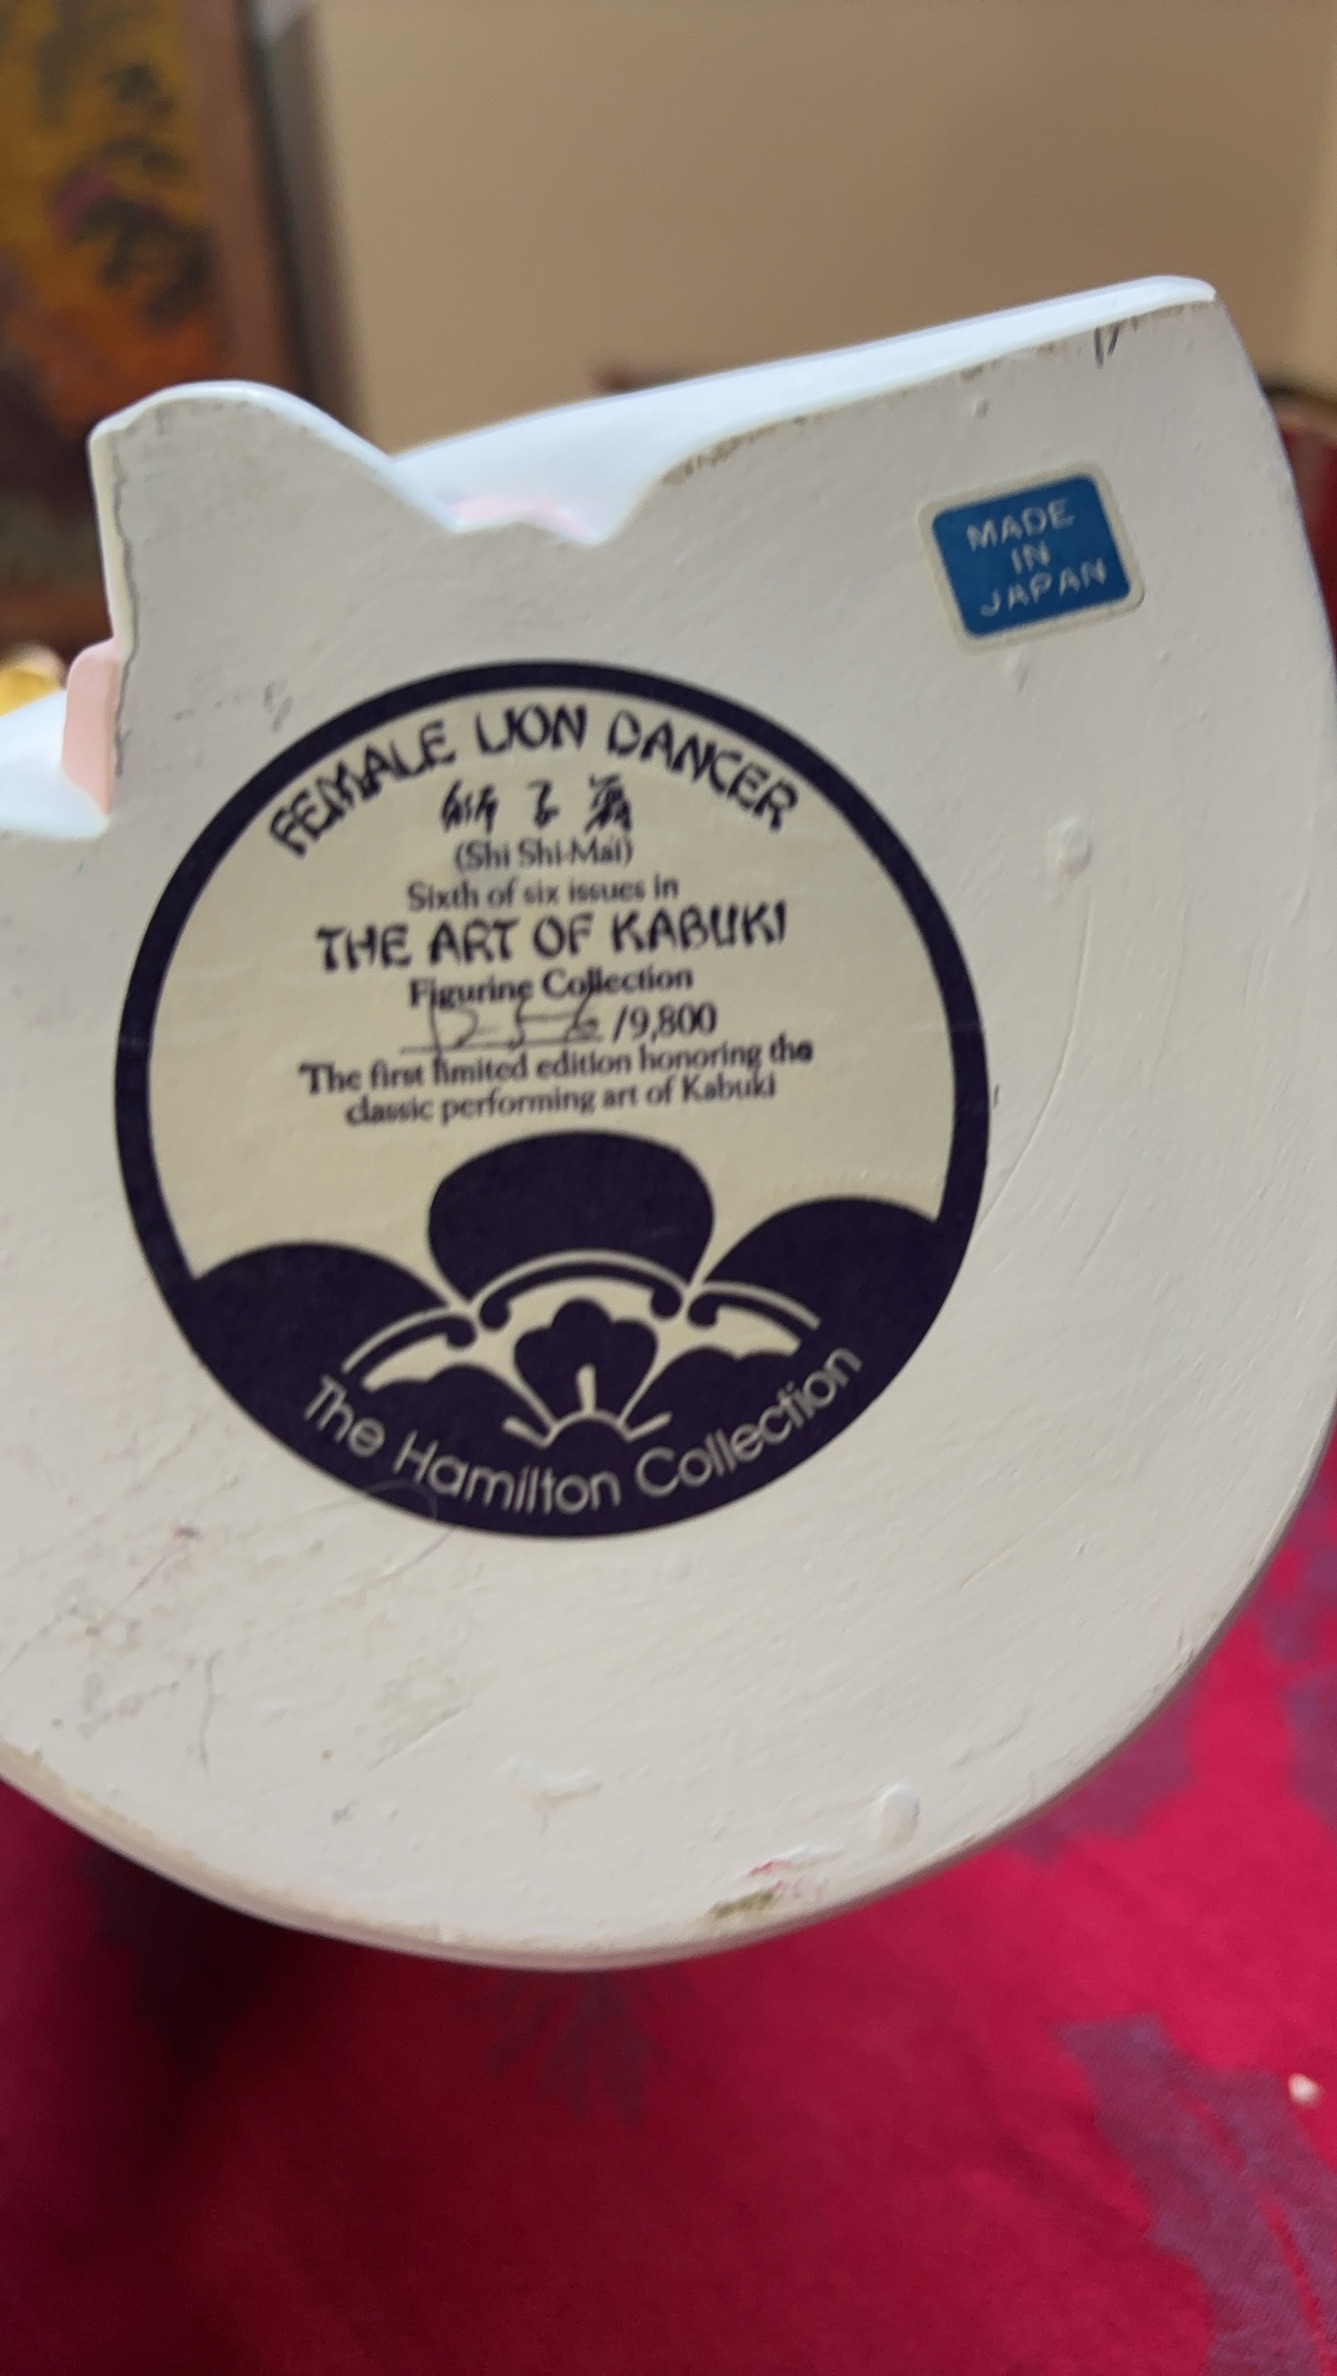 MADE
IN
JAPAN
FEMALE LION DANCER
獅子舞
(Shi Shi-Mai)
Sixth of six issues in
THE ART OF KABUKI
Figurine Collection
1256/9,800
The first limited edition honoring the
classic performing art of Kabuki
The Hamilton Collection